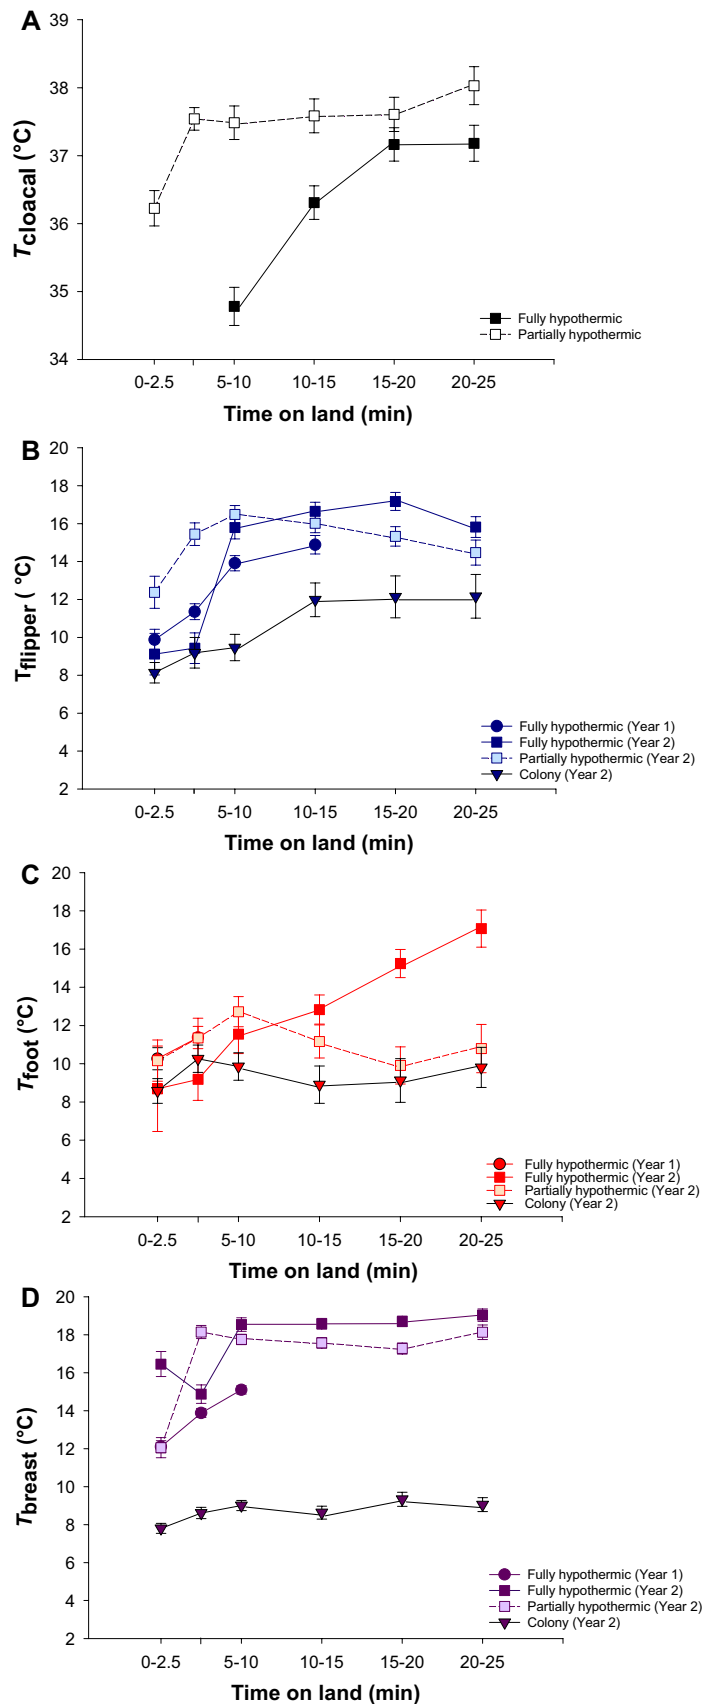 A
39
38
37
36
35
34
T cloacal (°C)
Fully hypothermic
Partially hypothermic
0-2.5 5-10 10-15 15-20 20-25
Time on land (min)
B
20
18
16
14
12
10
8
6
4
2
Tflipper ( °C)
Fully hypothermic (Year 1)
Fully hypothermic (Year 2)
Partially hypothermic (Year 2)
Colony (Year 2)
0-2.5 5-10 10-15 15-20 20-25
Time on land (min)
C
20
18
16
14
12
10
8
6
4
2
Tfoot (°C)
Fully hypothermic (Year 1)
Fully hypothermic (Year 2)
Partially hypothermic (Year 2)
Colony (Year 2)
0-2.5 5-10 10-15 15-20 20-25
Time on land (min)
D
20
18
16
14
12
10
8
6
4
2
Tbreast (°C)
Fully hypothermic (Year 1)
Fully hypothermic (Year 2)
Partially hypothermic (Year 2)
Colony (Year 2)
0-2.5 5-10 10-15 15-20 20-25
Time on land (min)